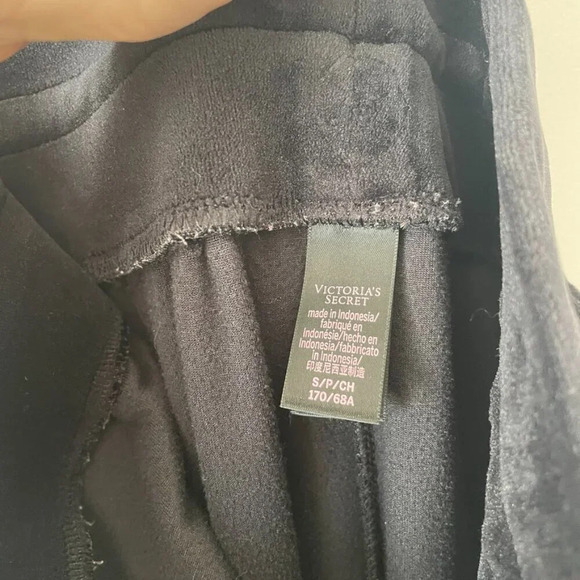 VICTORIA'S
SECRET
made in Indonesia/
fabriqué en
Indonésie/hecho en
Indonesia/fabbricato
in Indonesia/
印度尼西亚制造
S/P/CH
170/68A